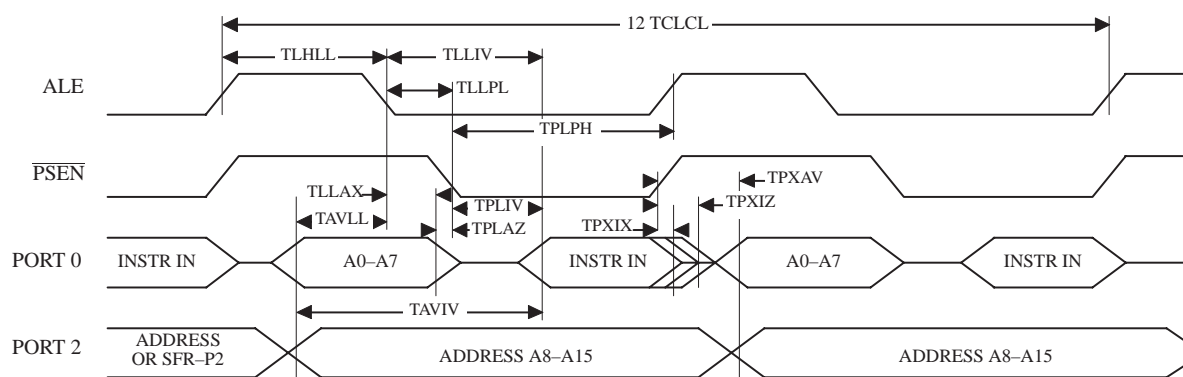 12 TCLCL
TLHLL
TLLIV
ALE
TLLPL
TPLPH
PSEN
TPXAV
TLLAX
TPLIV
TPXIZ
TAVLL
TPLAZ
TPXIX
PORT 0
INSTR IN
A0–A7
INSTR IN
A0–A7
INSTR IN
TAVIV
PORT 2
ADDRESS
OR SFR–P2
ADDRESS A8–A15
ADDRESS A8–A15